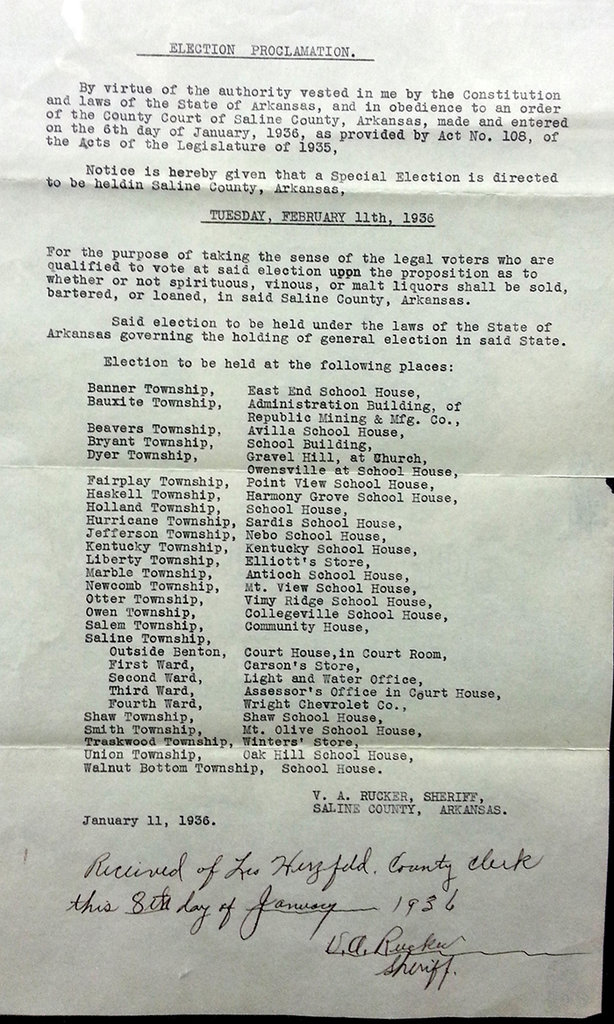 ELECTION PROCLAMATION.
By virtue of the authority vested in me by the Constitution
and laws of the State of Arkansas, and in obedience to an order
of the County Court of Saline County, Arkansas, made and entered
on the 6th day of January, 1936, as provided by Act No. 108, of
the Acts of the Legislature of 1935,
Notice is hereby given that a Special Election is directed
to be heldin Saline County, Arkansas,
TUESDAY, FEBRUARY 11th, 1936
For the purpose of taking the sense of the legal voters who are
qualified to vote at said election upon the proposition as to
whether or not spirituous, vinous, or malt liquors shall be sold,
bartered, or loaned, in said Saline County, Arkansas.
Said election to be held under the laws of the State of
Arkansas governing the holding of general election in said State.
Election to be held at the following places:
Banner Township, East End School House,
Bauxite Township, Administration Building, of
Republic Mining & Mfg. Co.,
Beavers Township, Avilla School House,
Bryant Township, School Building,
Dyer Township, Gravel Hill, at Church,
Owensville at School House,
Fairplay Township, Point View School House,
Haskell Township, Harmony Grove School House,
Holland Township, School House,
Hurricane Township, Sardis School House,
Jefferson Township, Nebo School House,
Kentucky Township, Kentucky School House,
Liberty Township, Elliott's Store,
Marble Township, Antioch School House,
Newcomb Township, Mt. View School House,
Otter Township, Vimy Ridge School House,
Owen Township, Collegeville School House,
Salem Township, Community House,
Saline Township,
Outside Benton, Court House,in Court Room,
First Ward, Carson's Store,
Second Ward, Light and Water Office,
Third Ward, Assessor's Office in Court House,
Fourth Ward, Wright Chevrolet Co.,
Shaw Township, Shaw School House,
Smith Township, Mt. Olive School House,
Traskwood Township, Winters' Store,
Union Township, Oak Hill School House,
Walnut Bottom Township, School House.
V. A. RUCKER, SHERIFF,
SALINE COUNTY, ARKANSAS.
January 11, 1936.
Received of Leo Herzfeld. County Clerk
this 8th day of January 1936
V.A. Rucker
Sheriff.